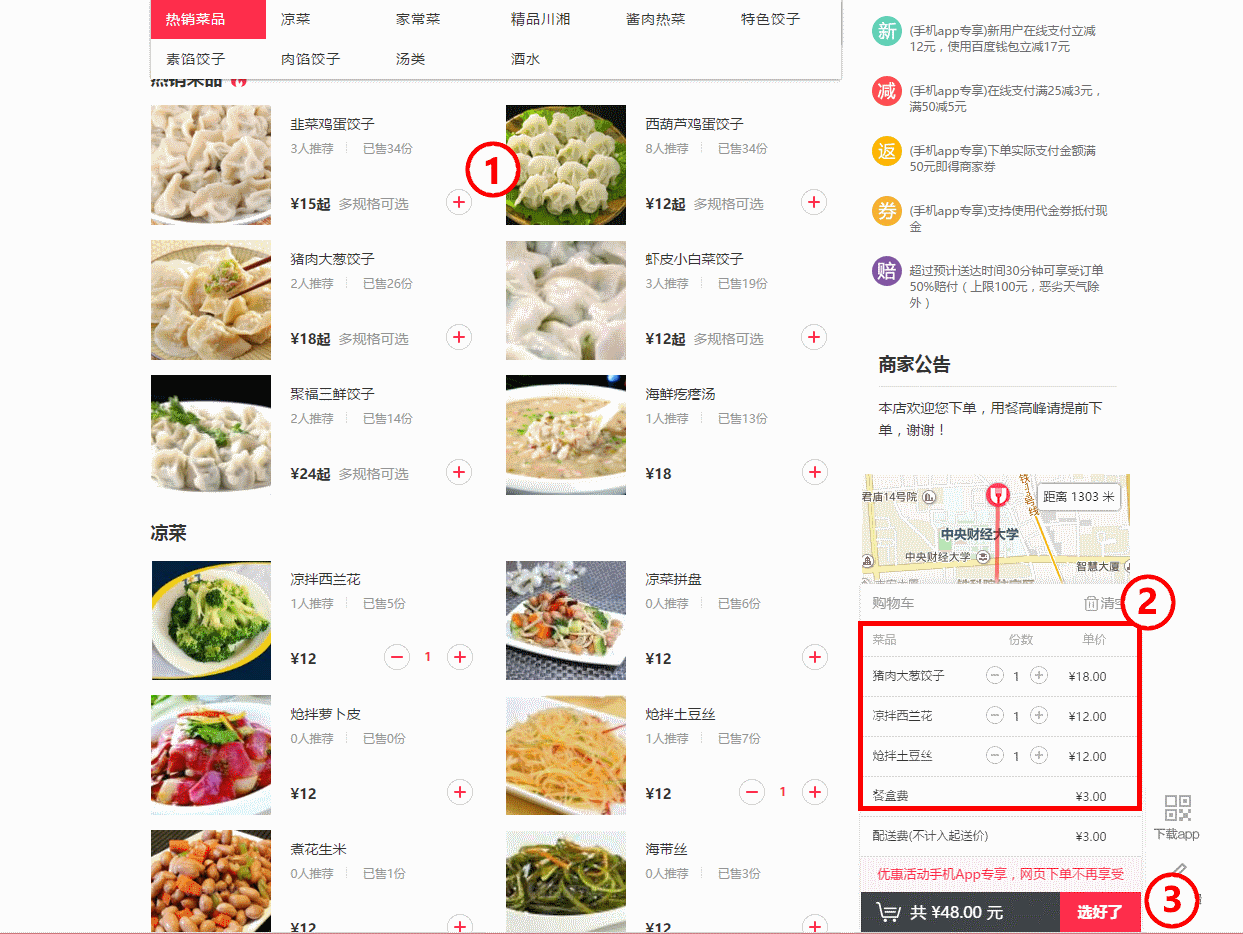 热销菜品
凉菜
家常菜
精品川湘
酱肉热菜
特色饺子
素馅饺子
肉馅饺子
汤类
酒水
热销菜品
韭菜鸡蛋饺子
3人推荐 已售34份
¥15起 多规格可选
1
西葫芦鸡蛋饺子
8人推荐 已售34份
¥12起 多规格可选
猪肉大葱饺子
2人推荐 已售26份
¥18起 多规格可选
虾皮小白菜饺子
3人推荐 已售19份
¥12起 多规格可选
聚福三鲜饺子
2人推荐 已售14份
¥24起 多规格可选
海鲜疙瘩汤
1人推荐 已售13份
¥18
凉菜
凉拌西兰花
1人推荐 已售5份
¥12 1
凉菜拼盘
0人推荐 已售6份
¥12
炝拌萝卜皮
0人推荐 已售0份
¥12
炝拌土豆丝
1人推荐 已售7份
¥12 1
煮花生米
0人推荐 已售1份
¥12
海带丝
0人推荐 已售3份
¥12
新 (手机app专享)新用户在线支付立减
12元，使用百度钱包立减17元
减 (手机app专享)在线支付满25减3元，
满50减5元
返 (手机app专享)下单实际支付金额满
50元即得商家券
券 (手机app专享)支持使用代金券抵付现
金
赔 超过预计送达时间30分钟可享受订单
50%赔付（上限100元，恶劣天气除
外）
商家公告
本店欢迎您下单，用餐高峰请提前下
单，谢谢！
君庙14号院
铁3号线
距离 1303 米
中央财经大学
中央财经大学
智慧大厦
购物车 清空
2
菜品 份数 单价
猪肉大葱饺子 1 ¥18.00
凉拌西兰花 1 ¥12.00
炝拌土豆丝 1 ¥12.00
餐盒费 ¥3.00
配送费(不计入起送价) ¥3.00
优惠活动手机App专享，网页下单不再享受
共 ¥48.00 元 选好了
3
下载app